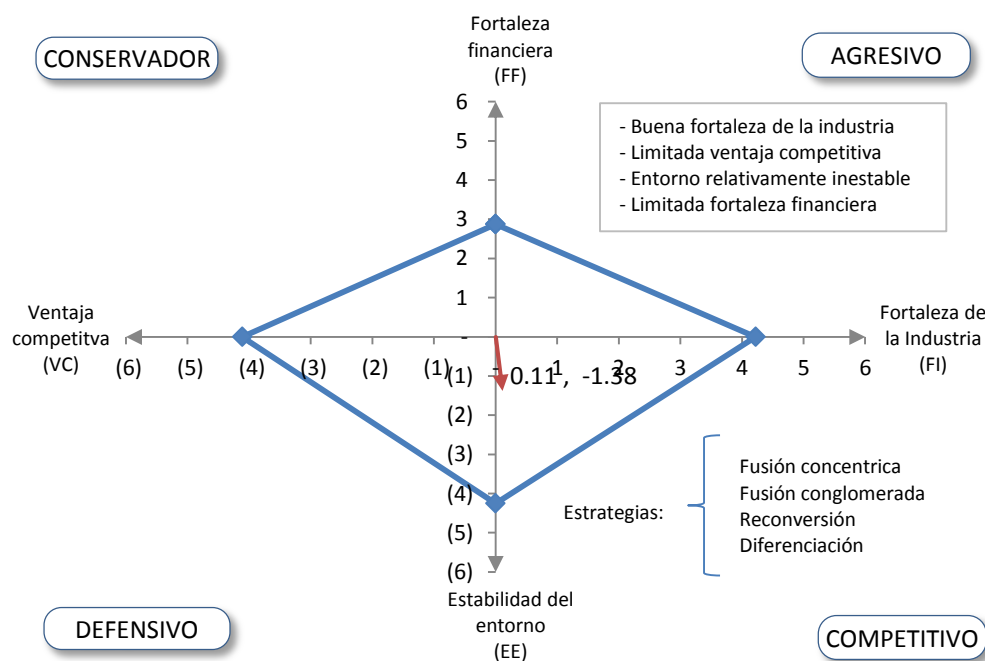 Fortaleza
financiera
(FF)
CONSERVADOR
AGRESIVO
- Buena fortaleza de la industria
- Limitada ventaja competitiva
- Entorno relativamente inestable
- Limitada fortaleza financiera
6
5
4
3
2
1
-
(1)
(2)
(3)
(4)
(5)
(6)
Ventaja
competitva
(VC)
(6) (5) (4) (3) (2) (1) - 1 2 3 4 5 6
Fortaleza de
la Industria
(FI)
0.11 , -1.38
Estrategias:
Fusión concentrica
Fusión conglomerada
Reconversión
Diferenciación
Estabilidad del
entorno
(EE)
DEFENSIVO
COMPETITIVO